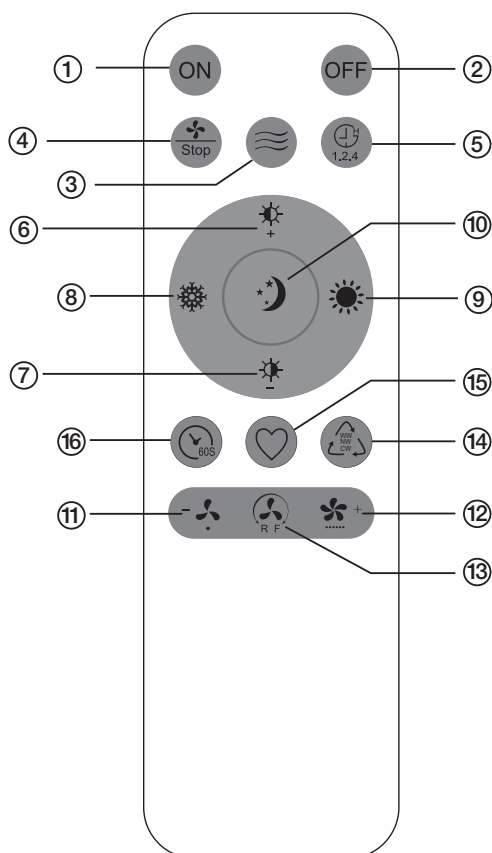 ① ON OFF ②
④ Stop 1.2.4 H ⑤
③
⑥ + ⑩
⑧ ⑨
⑦ −
⑮
⑯ 60S WW ⑭
NW
CW
⑪ - + ⑫
R F
⑬